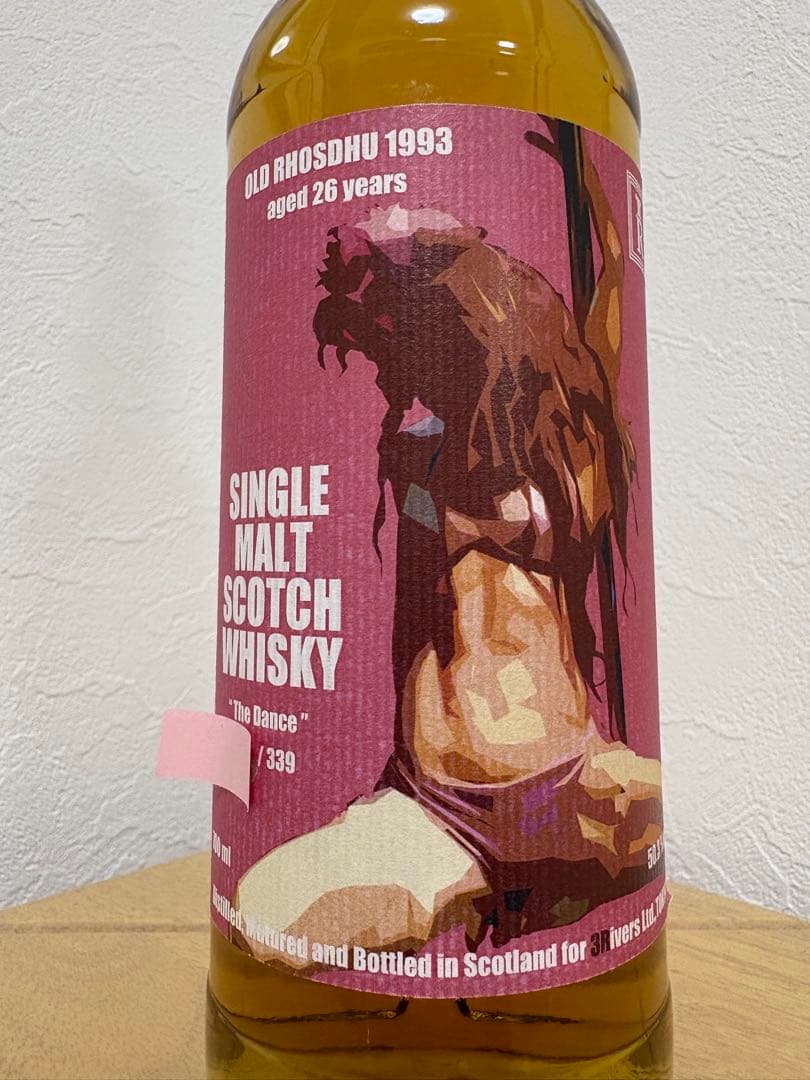 OLD RHOSDHU 1993
aged 26 years
SINGLE
MALT
SCOTCH
WHISKY
"The Dance"
/ 339
ml
Distilled, Matured and Bottled in Scotland for 3Rivers Ltd.